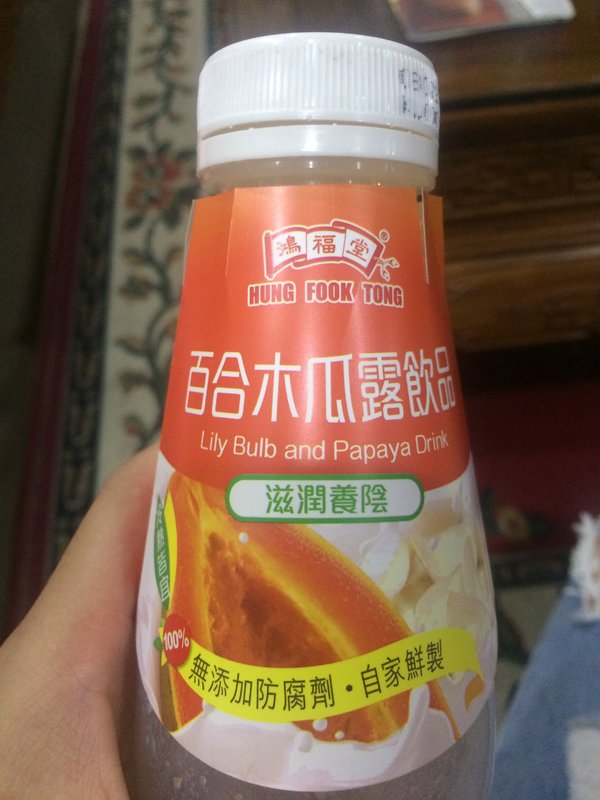 鴻福堂®
HUNG FOOK TONG
百合木瓜露飲品
Lily Bulb and Papaya Drink
滋潤養陰
100%
無添加防腐劑・自家鮮製